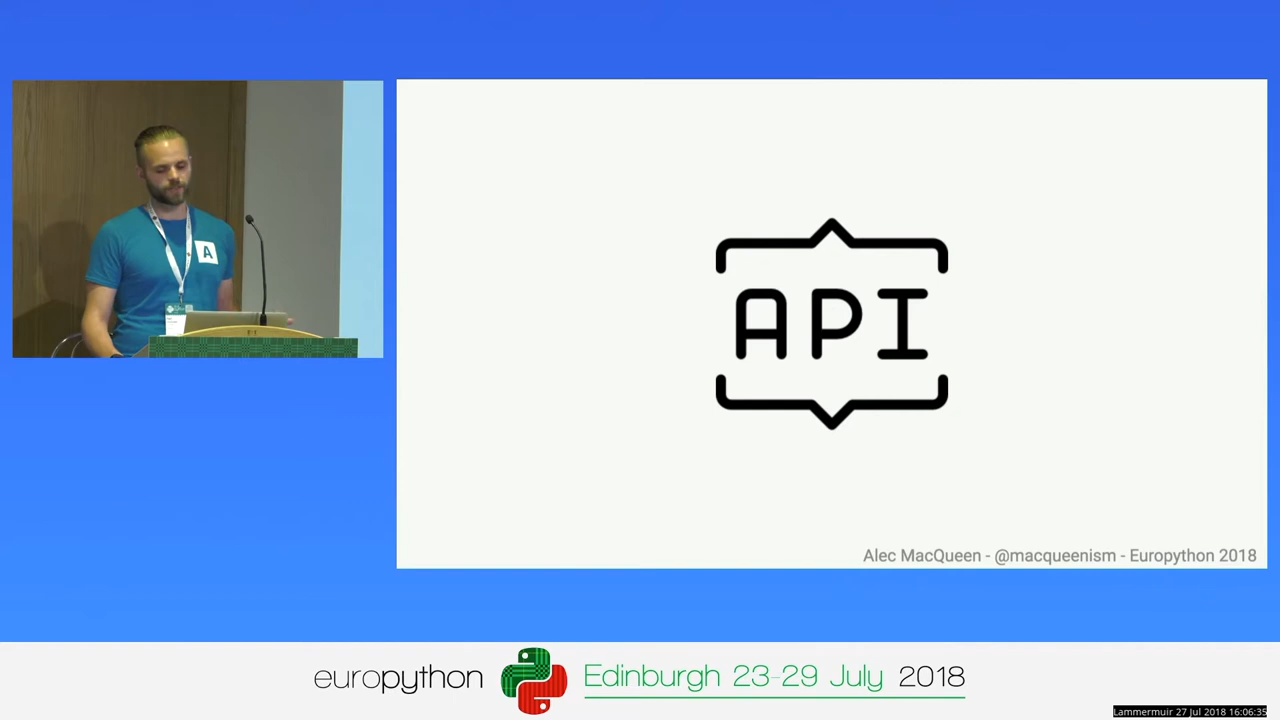 A
API
Alec MacQueen - @macqueenism - Europython 2018
europython Edinburgh 23-29 July 2018
Lammermuir 27 Jul 2018 16:06:35